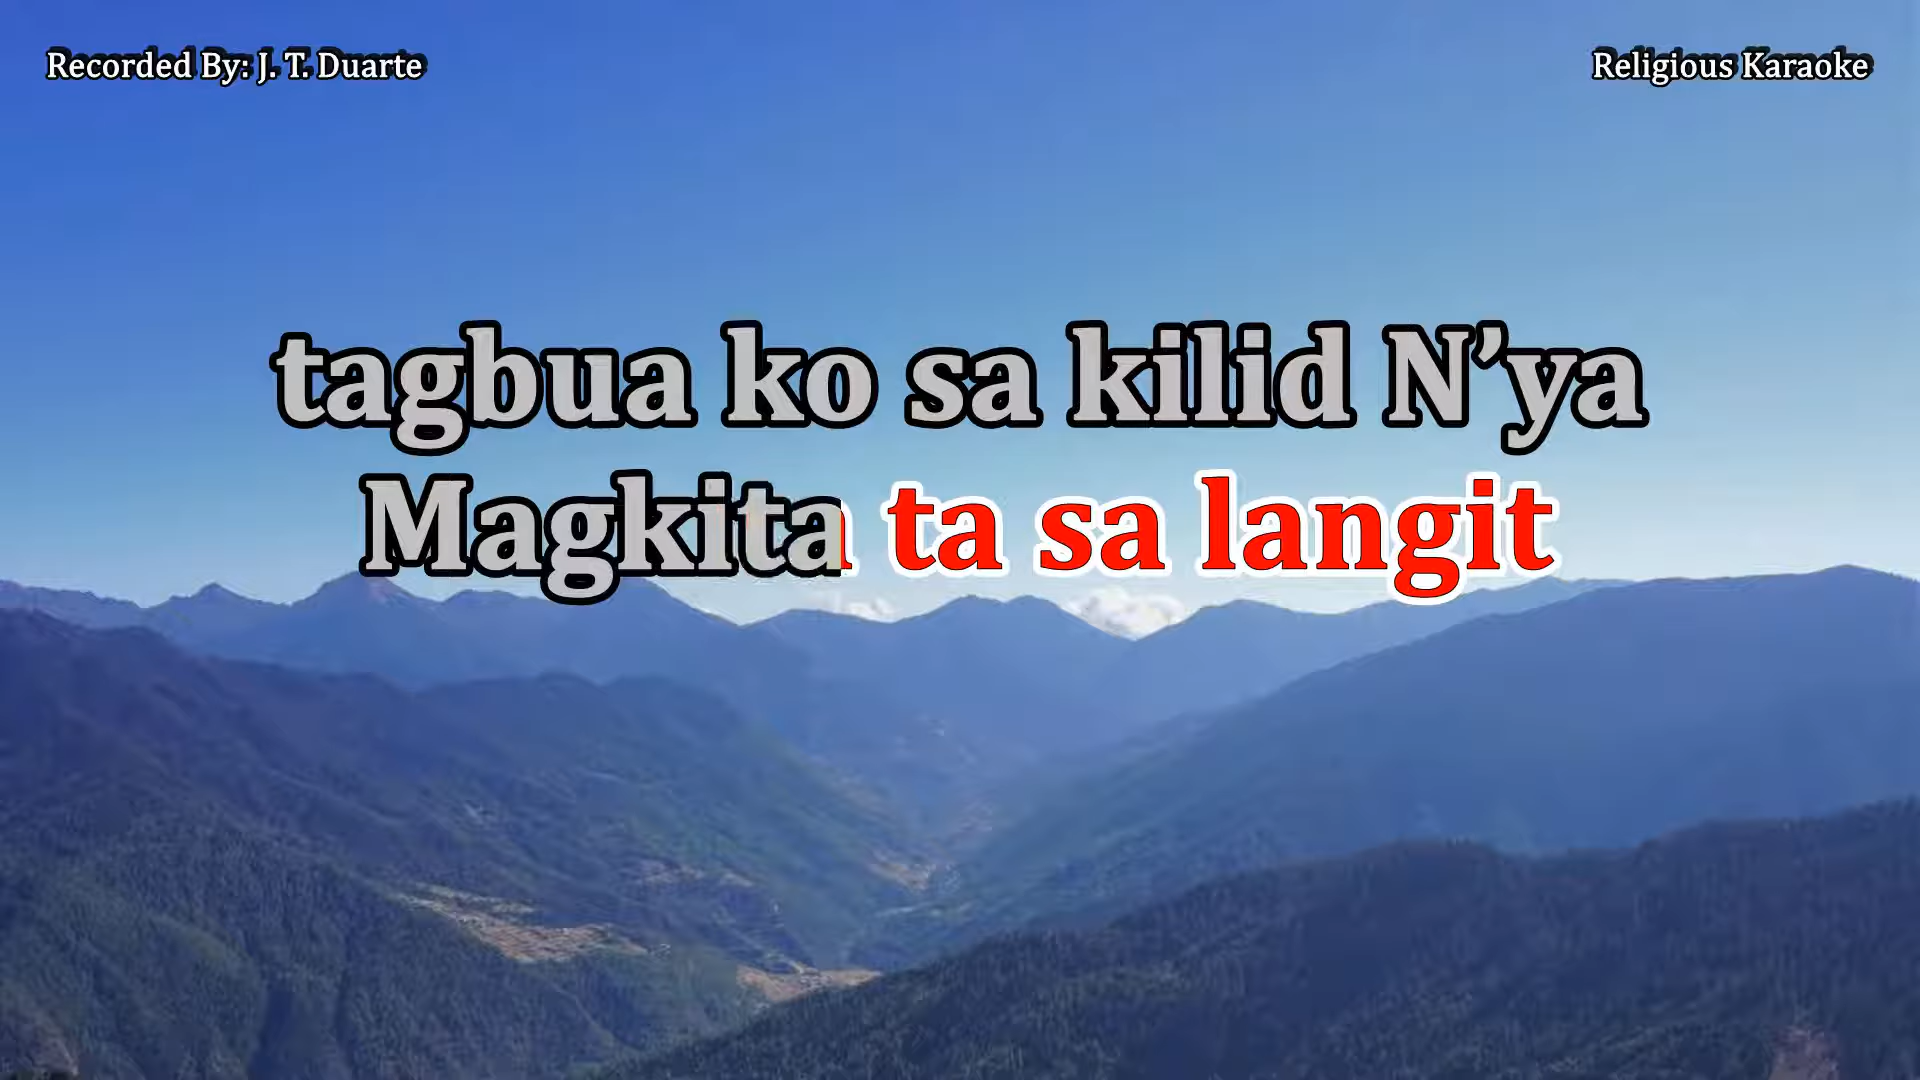 Recorded By: J. T. Duarte
Religious Karaoke
tagbua ko sa kilid N’ya
Magkita ta sa langit